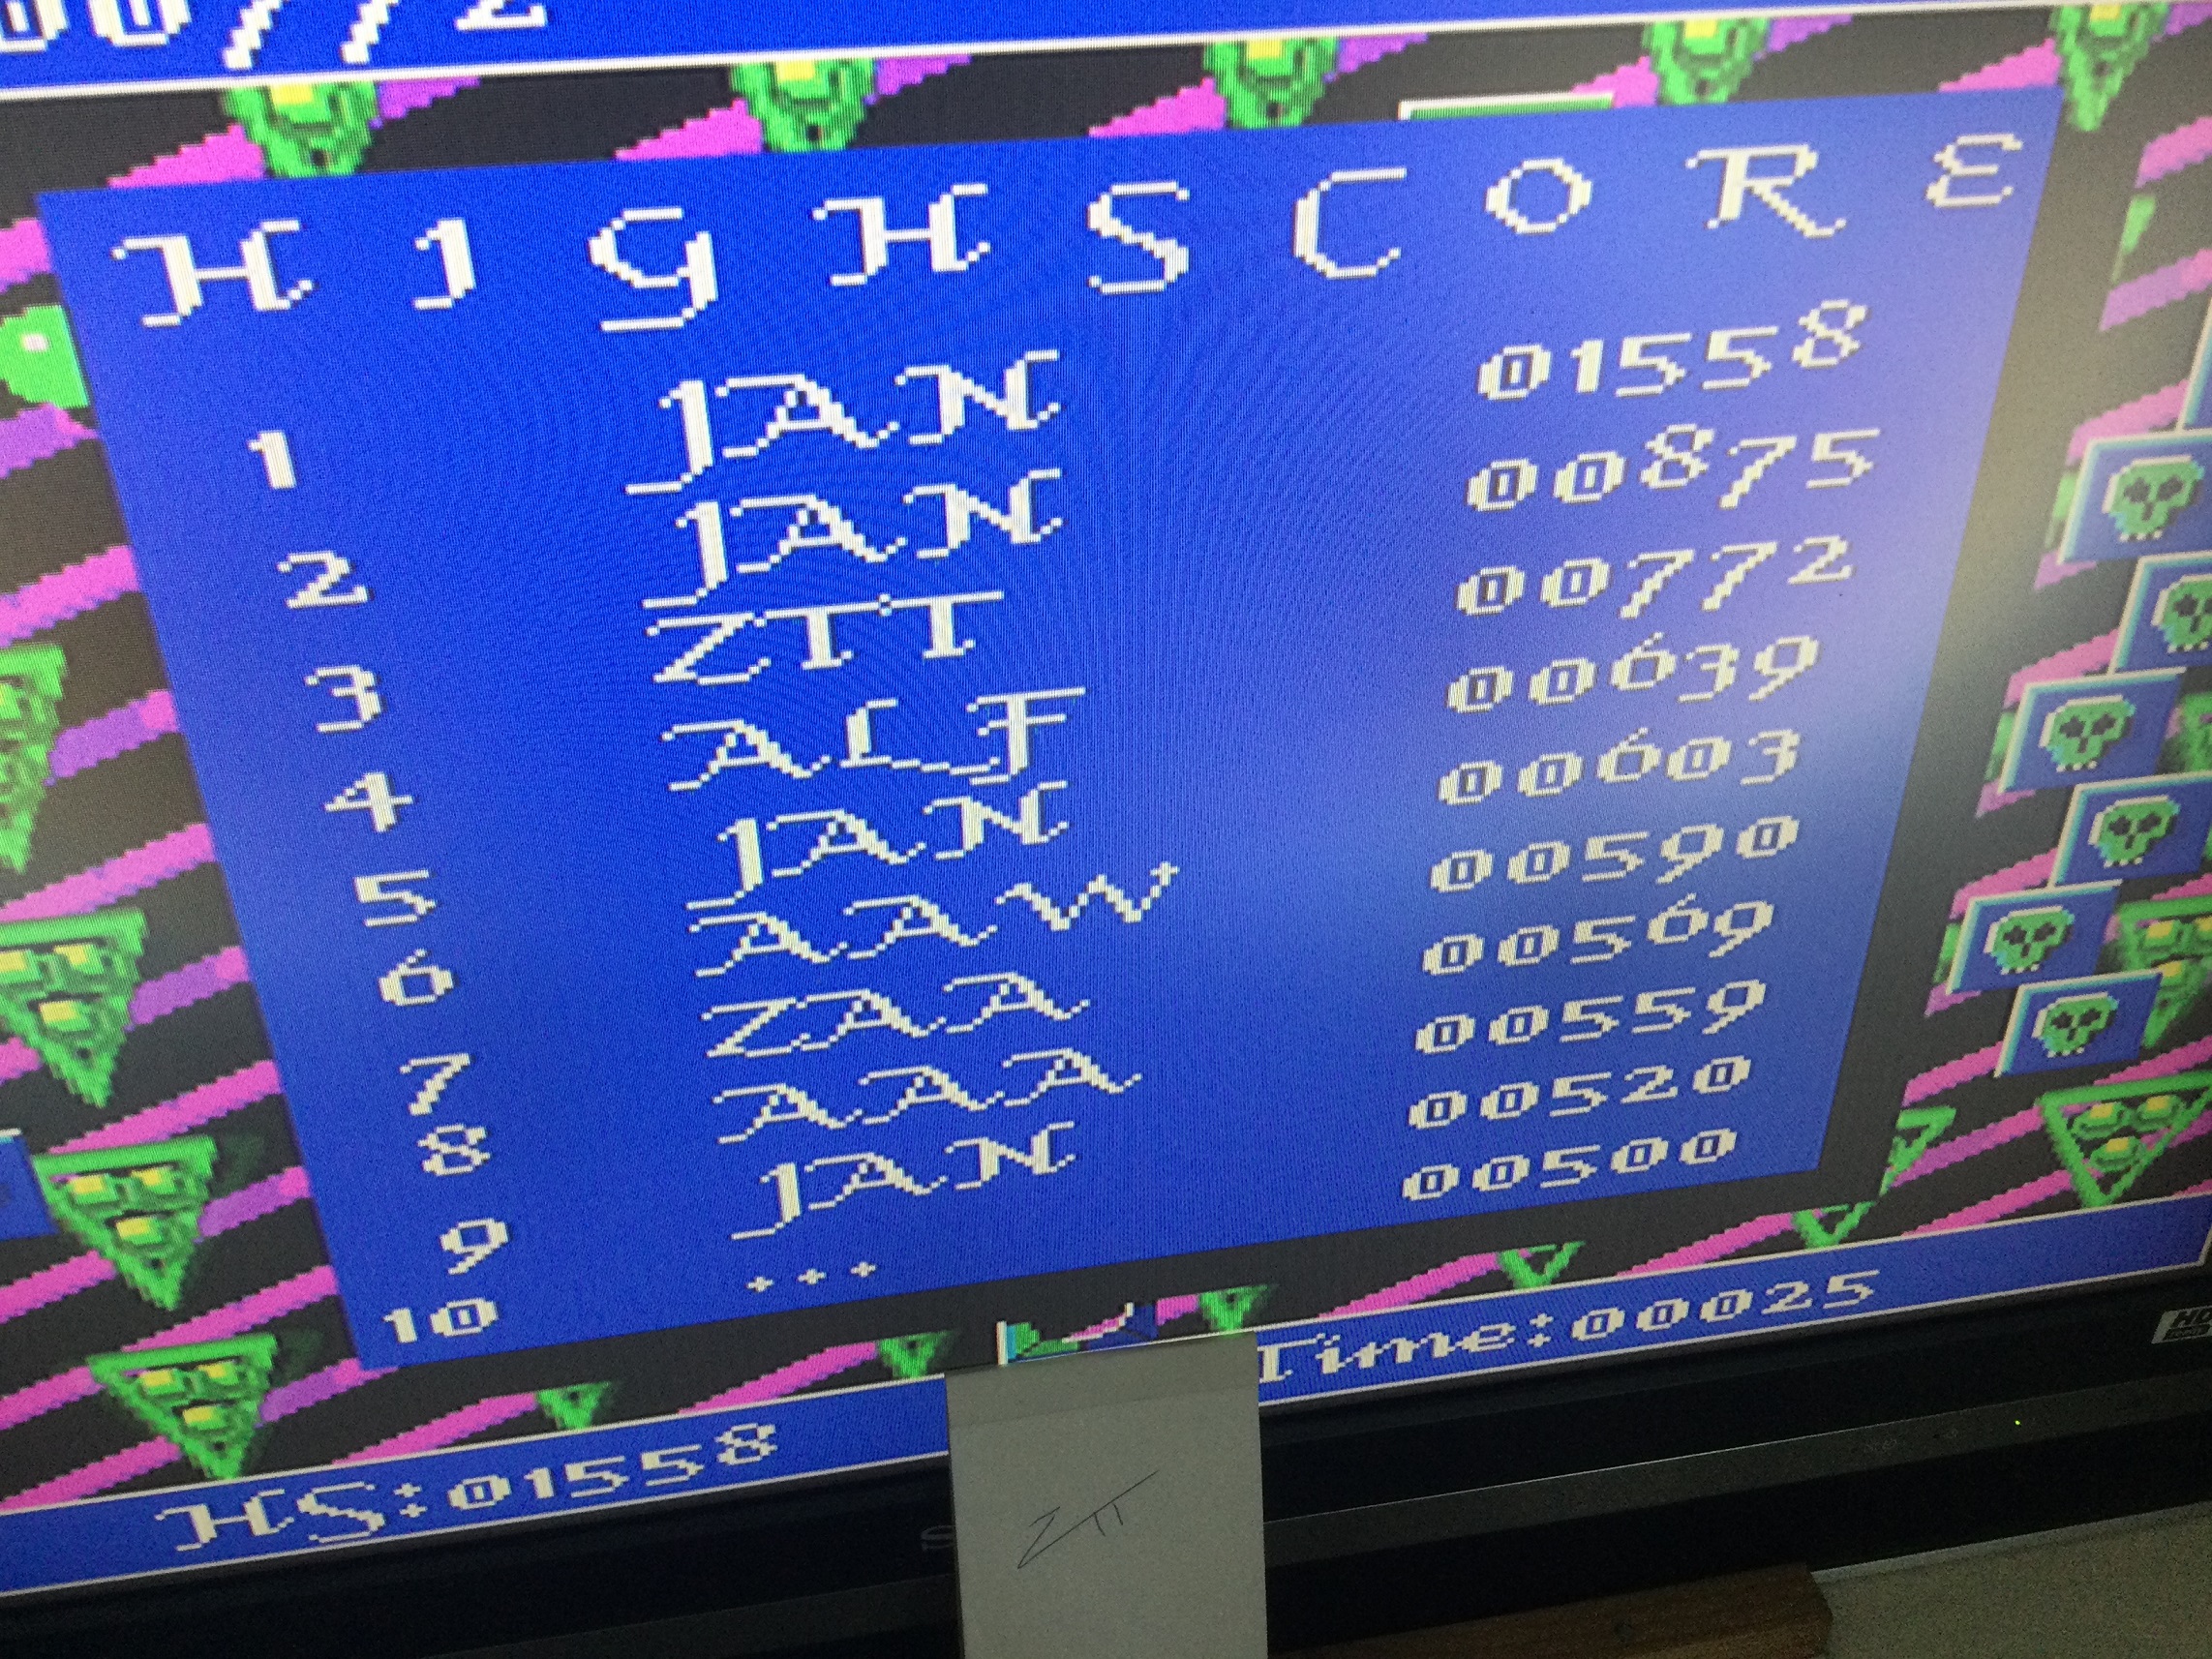 00772
HIGHSCORE
1 JAN 01558
2 JAN 00875
3 ZTT 00772
4 ALF 00639
5 JAN 00603
6 AAW 00590
7 ZAA 00569
8 AAA 00559
9 JAN 00520
10 ... 00500
HS:01558 Time:00025
ZTT